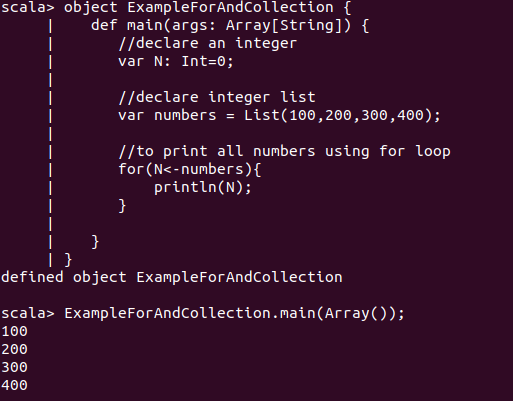 scala> object ExampleForAndCollection {
     |    def main(args: Array[String]) {
     |       //declare an integer
     |       var N: Int=0;
     |
     |       //declare integer list
     |       var numbers = List(100,200,300,400);
     |
     |       //to print all numbers using for loop
     |       for(N<-numbers){
     |           println(N);
     |       }
     |
     |    }
     | }
defined object ExampleForAndCollection

scala> ExampleForAndCollection.main(Array());
100
200
300
400